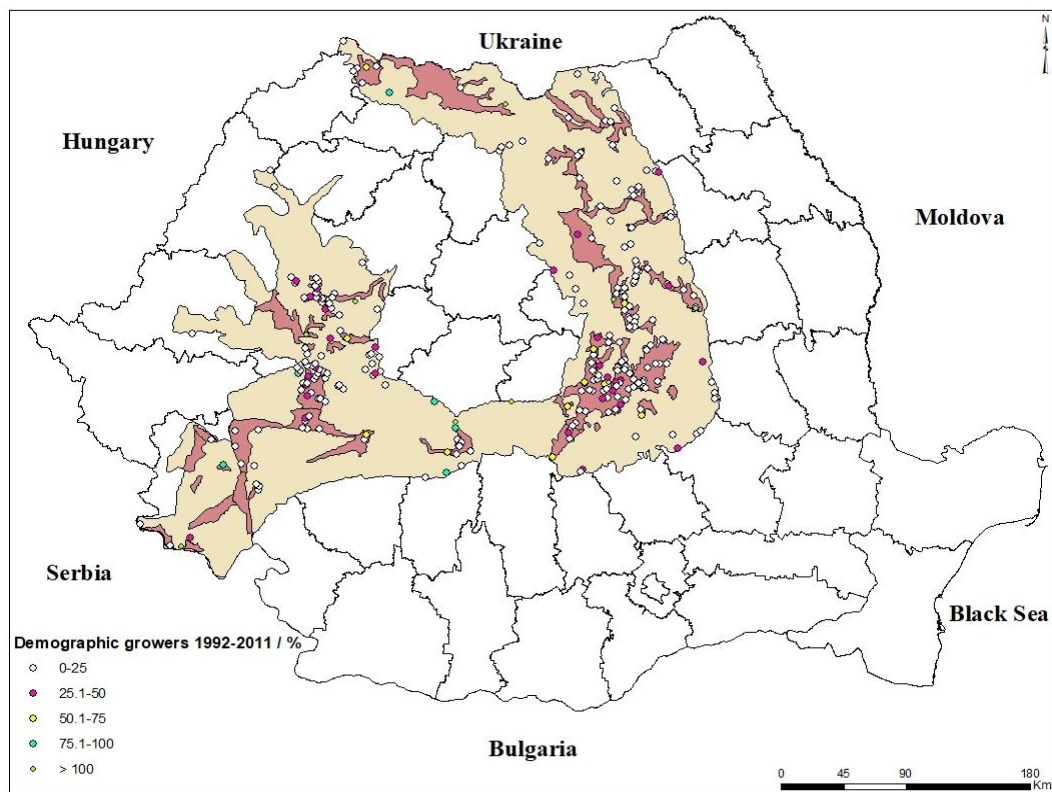 Ukraine
N
Hungary
Moldova
Serbia
Black Sea
Demographic growers 1992-2011 / %
0-25
25.1-50
50.1-75
75.1-100
> 100
Bulgaria
0 45 90 180
Km